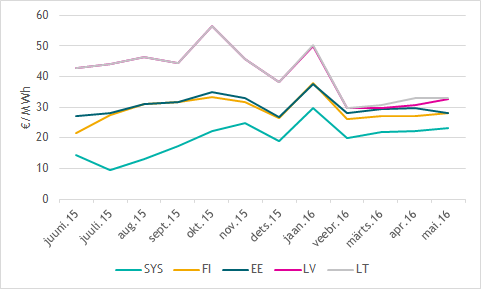 60
50
40
30
20
10
0
€/MWh
juuni.15
juuli.15
aug.15
sept.15
okt.15
nov.15
dets.15
jaan.16
veebr.16
märts.16
apr.16
mai.16
SYS FI EE LV LT